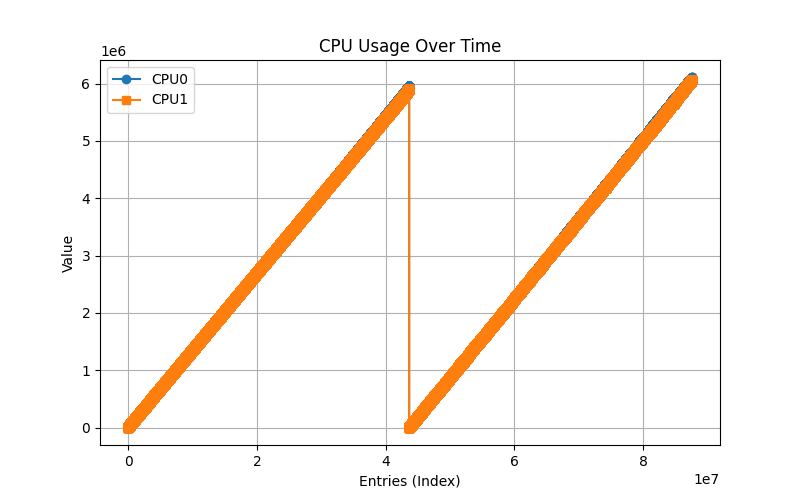 CPU Usage Over Time
1e6
CPU0
CPU1
6
5
4
3
2
1
0
Value
0 2 4 6 8
1e7
Entries (Index)